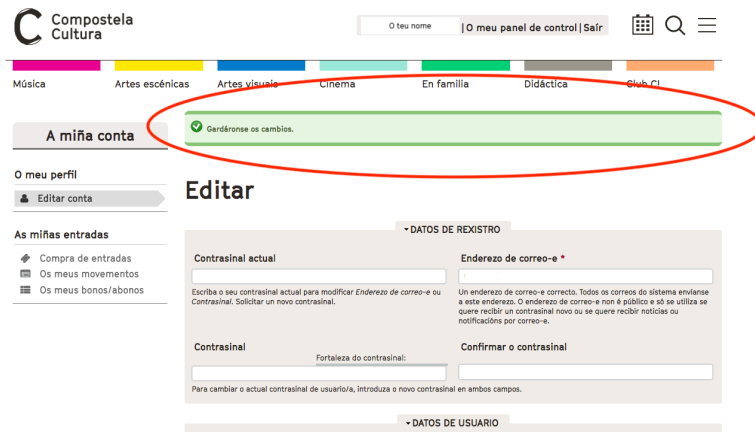 Compostela
Cultura
O teu nome | O meu panel de control | Saír
Música Artes escénicas Artes visuais Cinema En familia Didáctica Club CI
A miña conta
Gardáronse os cambios.
O meu perfil
Editar conta
Editar
As miñas entradas
Compra de entradas
Os meus movementos
Os meus bonos/abonos
DATOS DE REXISTRO
Contrasinal actual
Escriba o seu contrasinal actual para modificar Enderezo de correo-e ou
Contrasinal. Solicitar un novo contrasinal.
Enderezo de correo-e *
Un enderezo de correo-e correcto. Todos os correos do sistema envíanse
a este enderezo. O enderezo de correo-e non é público e só se utiliza se
quere recibir un contrasinal novo ou se quere recibir noticias ou
notificacións por correo-e.
Contrasinal
Fortaleza do contrasinal:
Confirmar o contrasinal
Para cambiar o actual contrasinal de usuario/a, introduza o novo contrasinal en ambos campos.
DATOS DE USUARIO